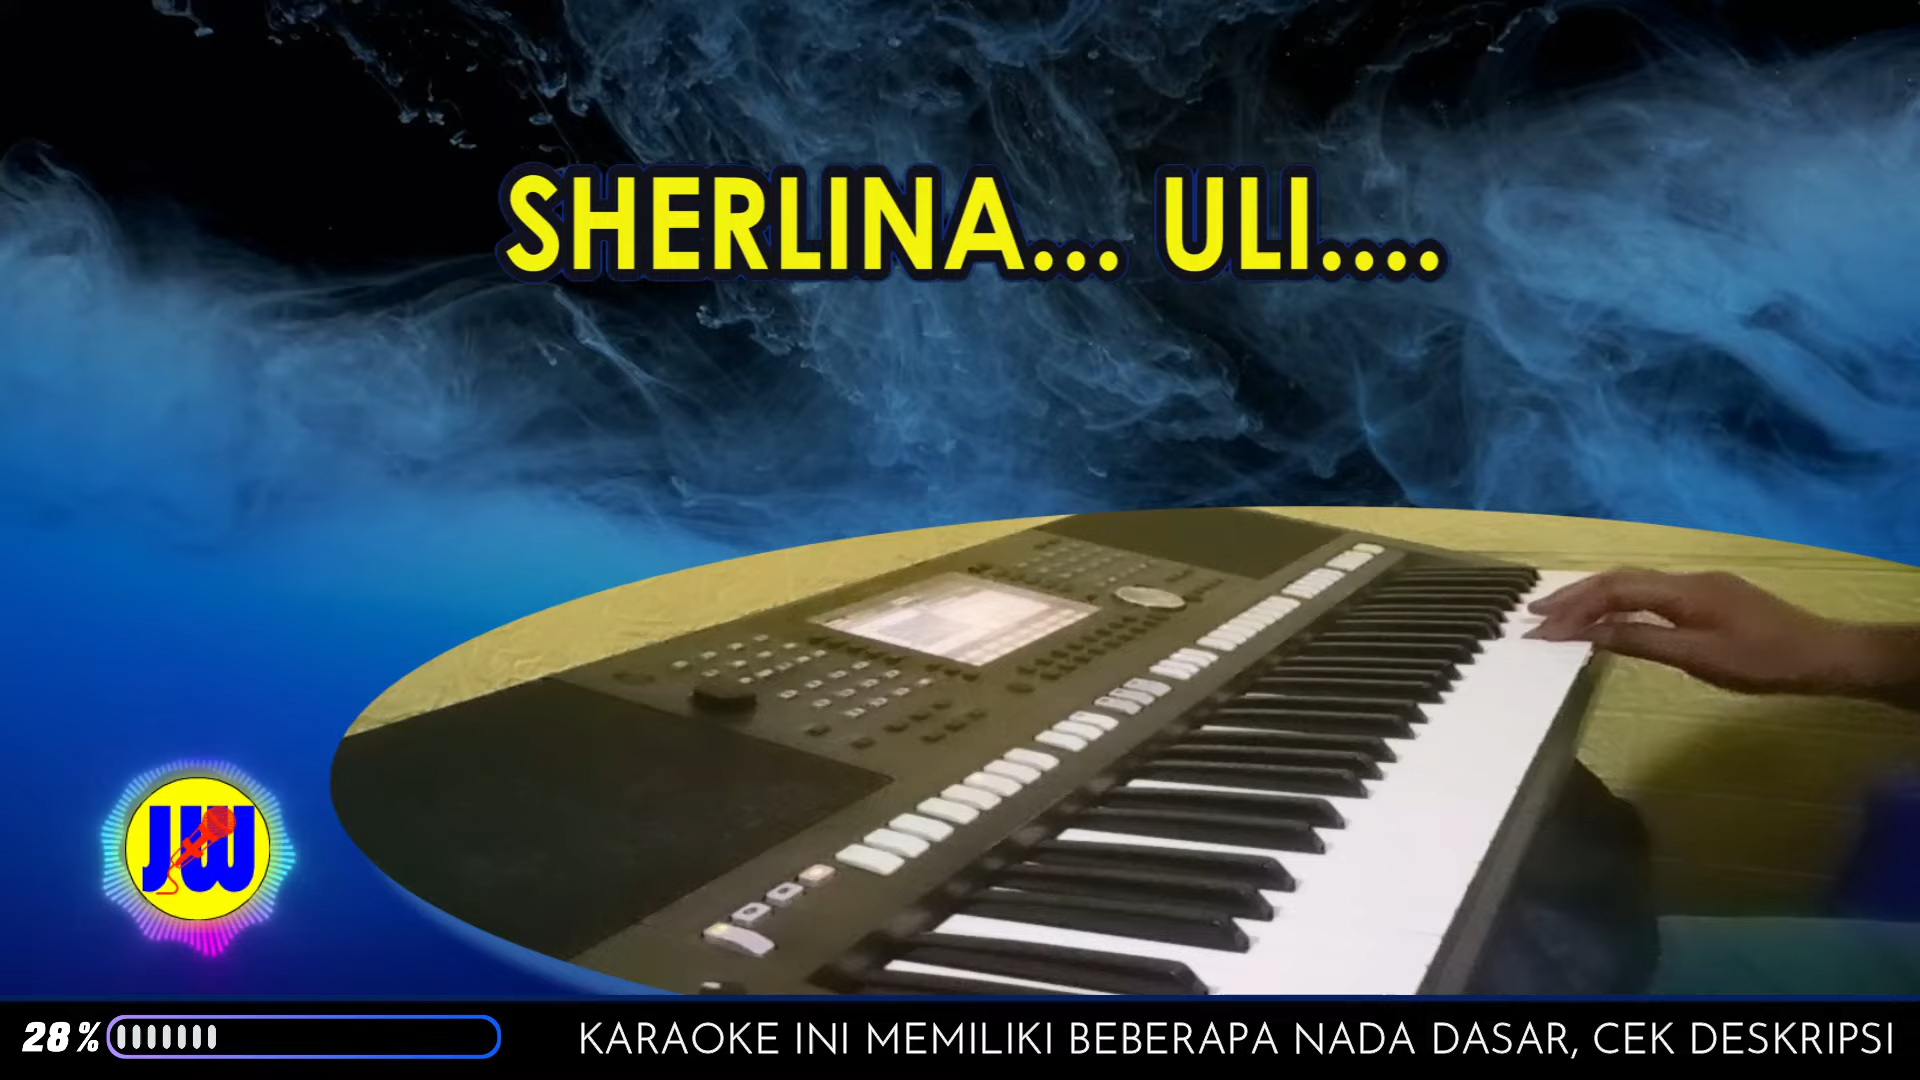 SHERLINA... ULI....
JW
28%
KARAOKE INI MEMILIKI BEBERAPA NADA DASAR, CEK DESKRIPSI